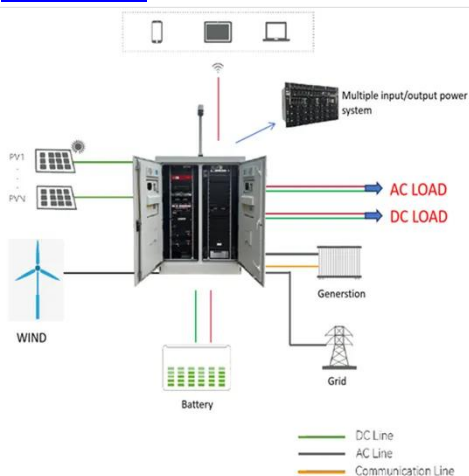 Multiple input/output power
system
PV1
PVN
AC LOAD
DC LOAD
WIND
Generstion
Grid
Battery
DC Line
AC Line
Communication Line